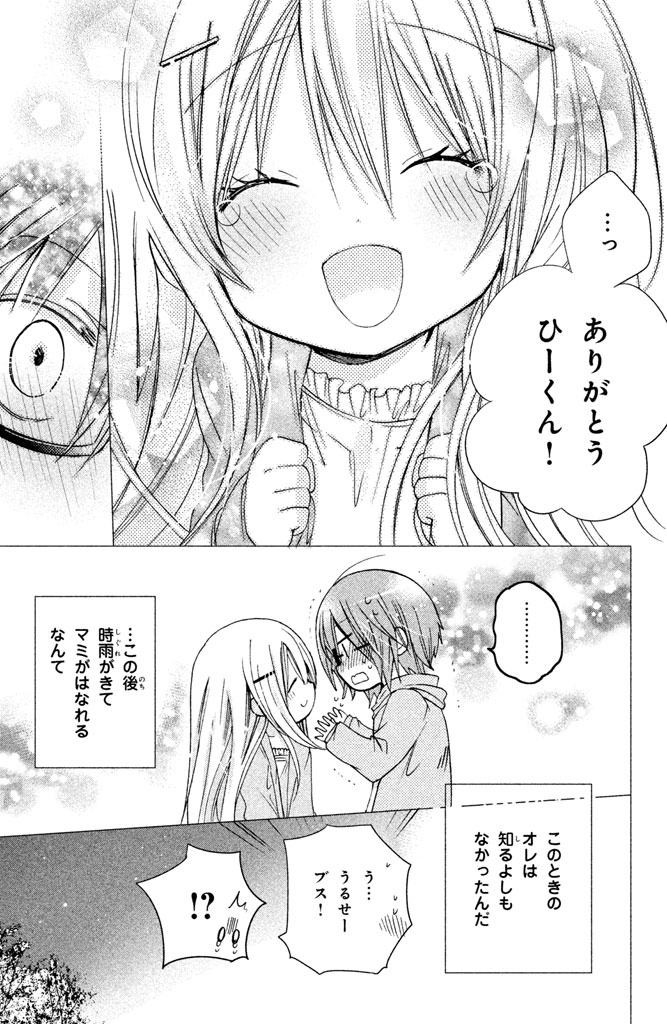 …っ
ありがとう
ひーくん！
…………
このときの
オレは
知るよしも
なかったんだ
…この後
時雨がきて
マミがはなれる
なんて
う…
うるせー
ブス！
!?